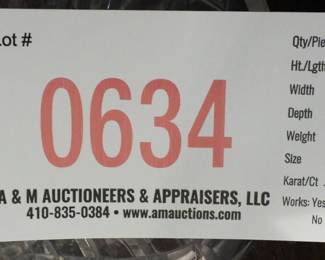 Lot #
0634
A & M AUCTIONEERS & APPRAISERS, LLC
410-835-0384 • www.amauctions.com
Qty/Pie
Ht./Lgth
Width
Depth
Weight
Size
Karat/Ct
Works: Yes
No